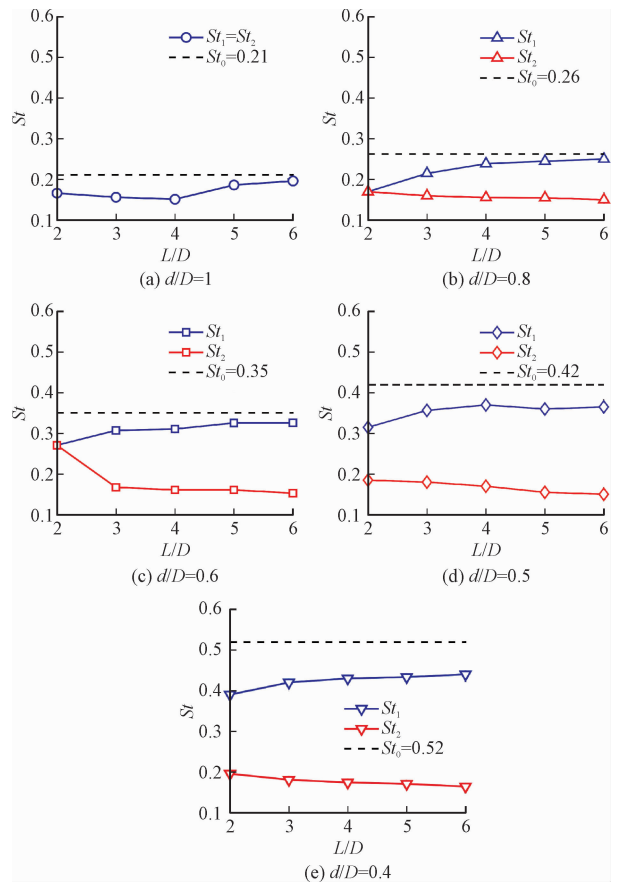 0.6
0.5
0.4
0.3
0.2
0.1
St
St₁=St₂
St₀=0.21
2 3 4 5 6
L/D
(a) d/D=1
0.6
0.5
0.4
0.3
0.2
0.1
St
St₁
St₂
St₀=0.26
2 3 4 5 6
L/D
(b) d/D=0.8
0.6
0.5
0.4
0.3
0.2
0.1
St
St₁
St₂
St₀=0.35
2 3 4 5 6
L/D
(c) d/D=0.6
0.6
0.5
0.4
0.3
0.2
0.1
St
St₁
St₂
St₀=0.42
2 3 4 5 6
L/D
(d) d/D=0.5
0.6
0.5
0.4
0.3
0.2
0.1
St
St₁
St₂
St₀=0.52
2 3 4 5 6
L/D
(e) d/D=0.4